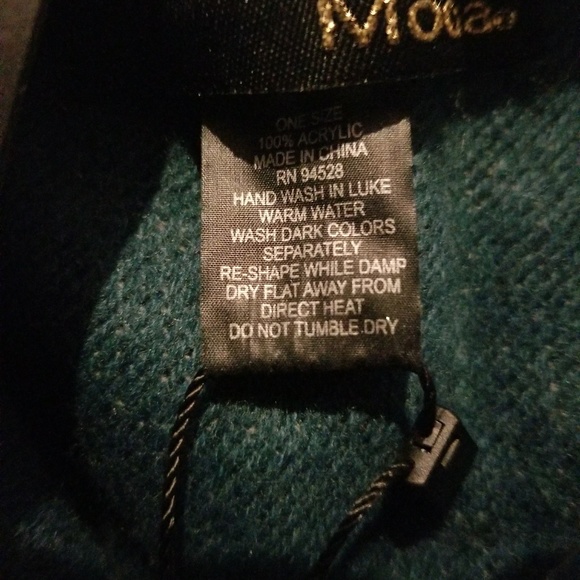 Mota
ONE SIZE
100% ACRYLIC
MADE IN CHINA
RN 94528
HAND WASH IN LUKE
WARM WATER
WASH DARK COLORS
SEPARATELY
RE-SHAPE WHILE DAMP
DRY FLAT AWAY FROM
DIRECT HEAT
DO NOT TUMBLE DRY